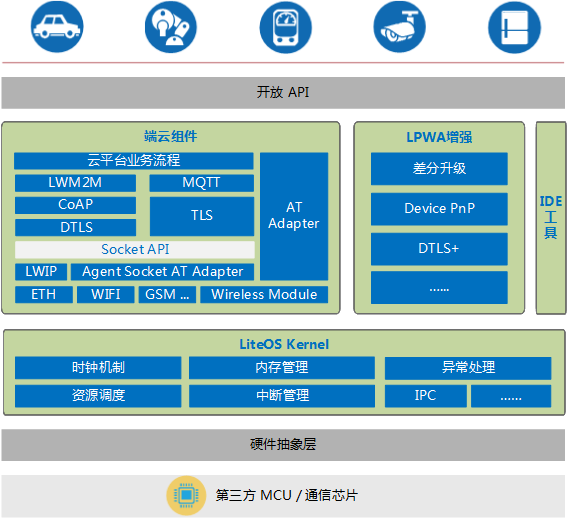 开放 API
端云组件
云平台业务流程
LWM2M
MQTT
CoAP
DTLS
TLS
AT
Adapter
Socket API
LWIP
Agent Socket AT Adapter
ETH
WIFI
GSM ...
Wireless Module
LPWA增强
差分升级
Device PnP
DTLS+
......
IDE
工
具
LiteOS Kernel
时钟机制
内存管理
异常处理
资源调度
中断管理
IPC
......
硬件抽象层
第三方 MCU / 通信芯片